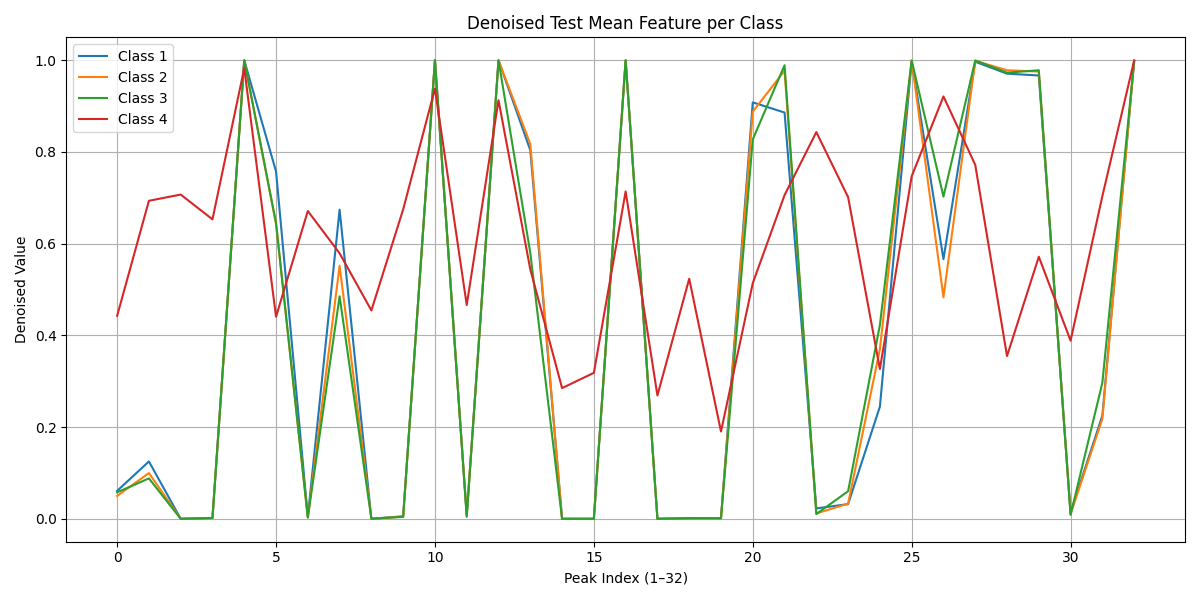 Denoised Test Mean Feature per Class
Class 1
Class 2
Class 3
Class 4
Denoised Value
1.0
0.8
0.6
0.4
0.2
0.0
0 5 10 15 20 25 30
Peak Index (1–32)